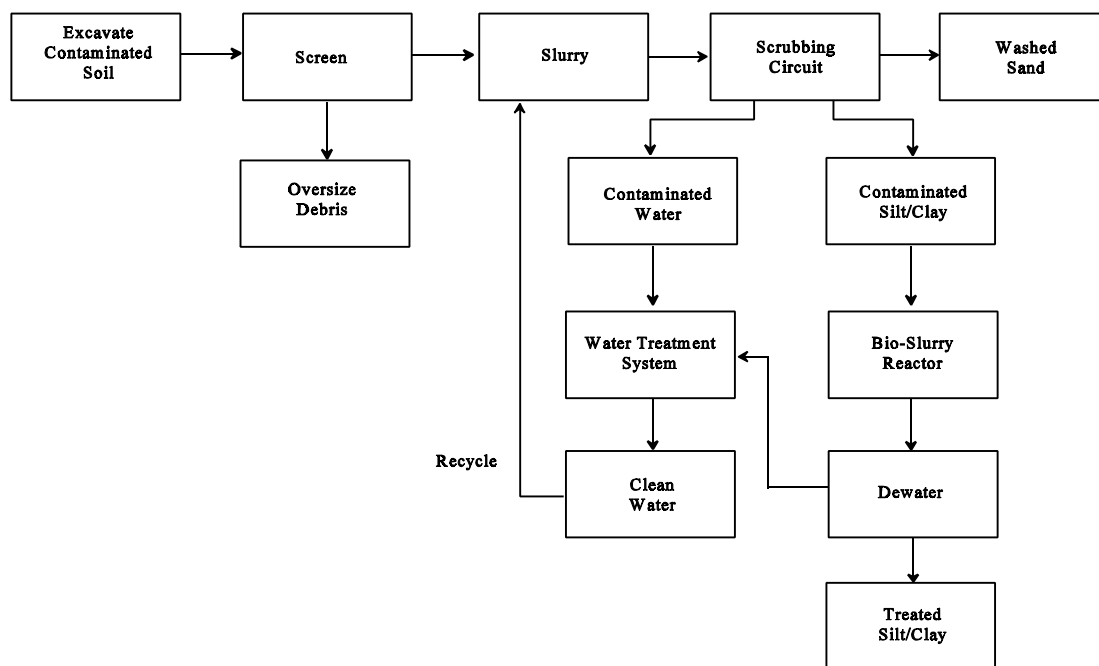 Excavate
Contaminated
Soil
Screen
Slurry
Scrubbing
Circuit
Washed
Sand
Oversize
Debris
Contaminated
Water
Contaminated
Silt/Clay
Water Treatment
System
Bio-Slurry
Reactor
Recycle
Clean
Water
Dewater
Treated
Silt/Clay